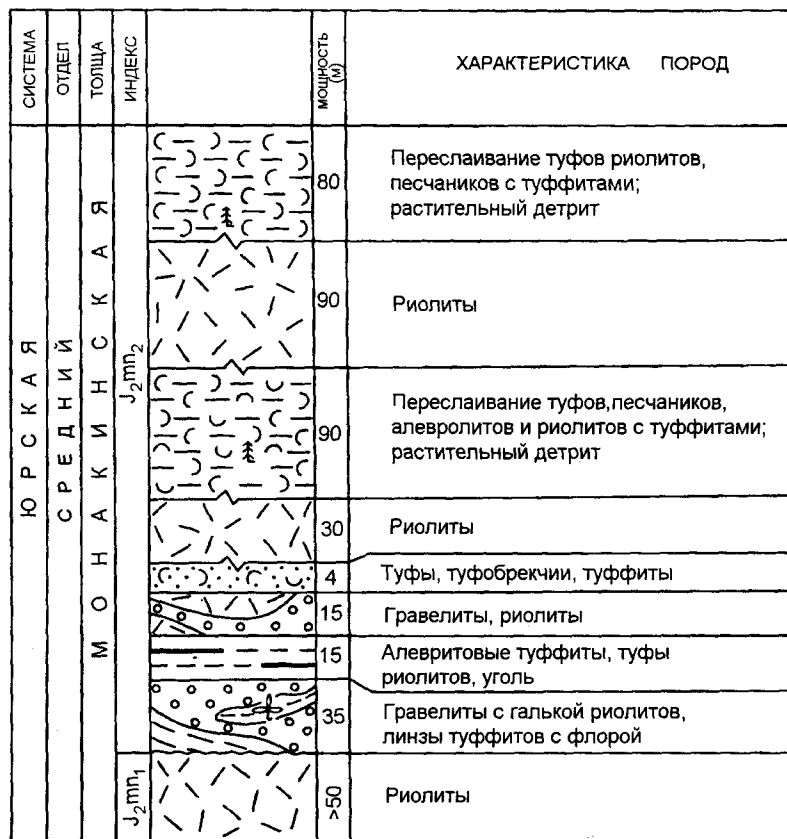 СИСТЕМА
ОТДЕЛ
ТОЛЩА
ИНДЕКС
МОЩНОСТЬ
(м)
ХАРАКТЕРИСТИКА ПОРОД
ЮРСКАЯ
СРЕДНИЙ
МОНАКИНСКАЯ
J₂mn₂
80
Переслаивание туфов риолитов,
песчаников с туффитами;
растительный детрит
90
Риолиты
90
Переслаивание туфов,песчаников,
алевролитов и риолитов с туффитами;
растительный детрит
30
Риолиты
4
Туфы, туфобрекчии, туффиты
15
Гравелиты, риолиты
15
Алевритовые туффиты, туфы
риолитов, уголь
35
Гравелиты с галькой риолитов,
линзы туффитов с флорой
J₂mn₁
>50
Риолиты